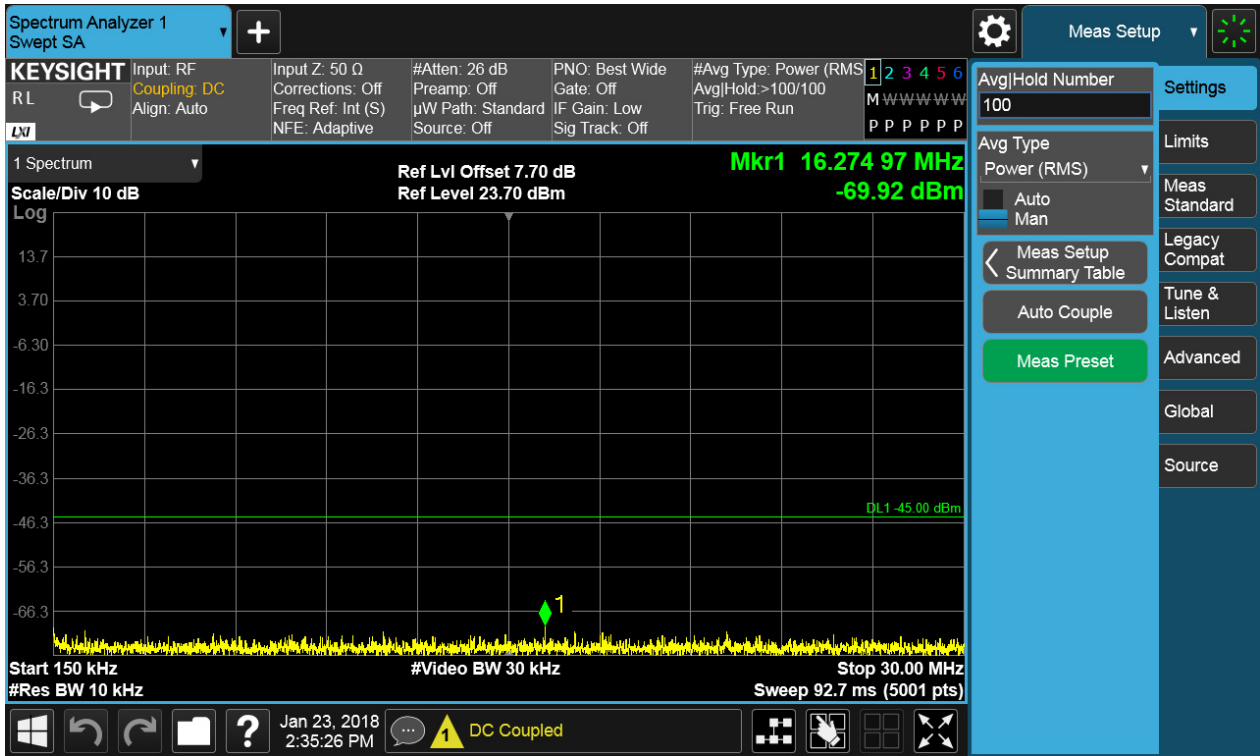 Spectrum Analyzer 1
Swept SA
+
Meas Setup
KEYSIGHT
RL
LXI
Input: RF
Coupling: DC
Align: Auto
Input Z: 50 Ω
Corrections: Off
Freq Ref: Int (S)
NFE: Adaptive
#Atten: 26 dB
Preamp: Off
µW Path: Standard
Source: Off
PNO: Best Wide
Gate: Off
IF Gain: Low
Sig Track: Off
#Avg Type: Power (RMS
Avg|Hold:>100/100
Trig: Free Run
1 2 3 4 5 6
M W W W W W
P P P P P P
1 Spectrum
Scale/Div 10 dB
Log
Ref Lvl Offset 7.70 dB
Ref Level 23.70 dBm
Mkr1 16.274 97 MHz
-69.92 dBm
13.7
3.70
-6.30
-16.3
-26.3
-36.3
-46.3
-56.3
-66.3
DL1 -45.00 dBm
1
Start 150 kHz
#Res BW 10 kHz
#Video BW 30 kHz
Stop 30.00 MHz
Sweep 92.7 ms (5001 pts)
Avg|Hold Number
100
Avg Type
Power (RMS)
Auto
Man
Meas Setup
Summary Table
Auto Couple
Meas Preset
Settings
Limits
Meas
Standard
Legacy
Compat
Tune &
Listen
Advanced
Global
Source
?
Jan 23, 2018
2:35:26 PM
1
DC Coupled